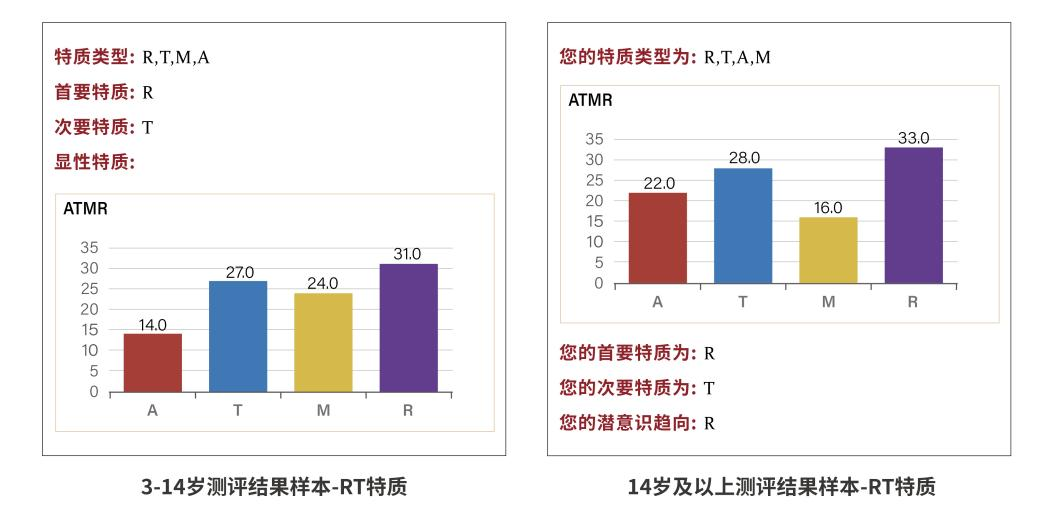 特质类型: R,T,M,A
首要特质: R
次要特质: T
显性特质:
ATMR
35
30
25
20
15
10
5
0
14.0
27.0
24.0
31.0
A T M R
3-14岁测评结果样本-RT特质
您的特质类型为: R,T,A,M
ATMR
35
30
25
20
15
10
5
0
22.0
28.0
16.0
33.0
A T M R
您的首要特质为: R
您的次要特质为: T
您的潜意识趋向: R
14岁及以上测评结果样本-RT特质